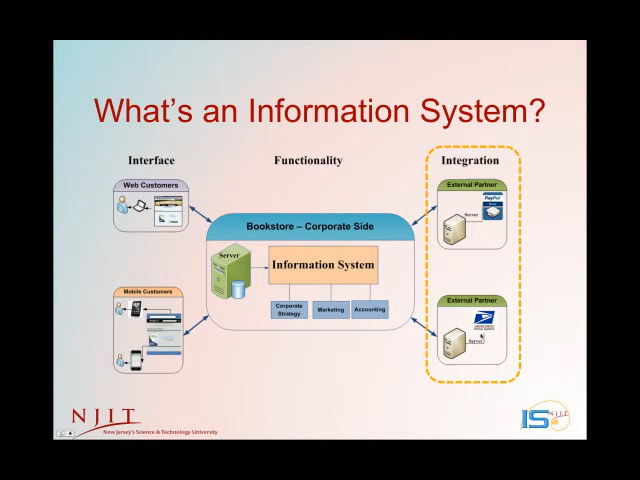 What's an Information System?
Interface
Functionality
Integration
Web Customers
External Partner
PayPal
Server
Bookstore – Corporate Side
Server
Information System
Corporate
Strategy
Marketing
Accounting
Mobile Customers
External Partner
Server
NJIT
New Jersey's Science & Technology University
IS
NJIT